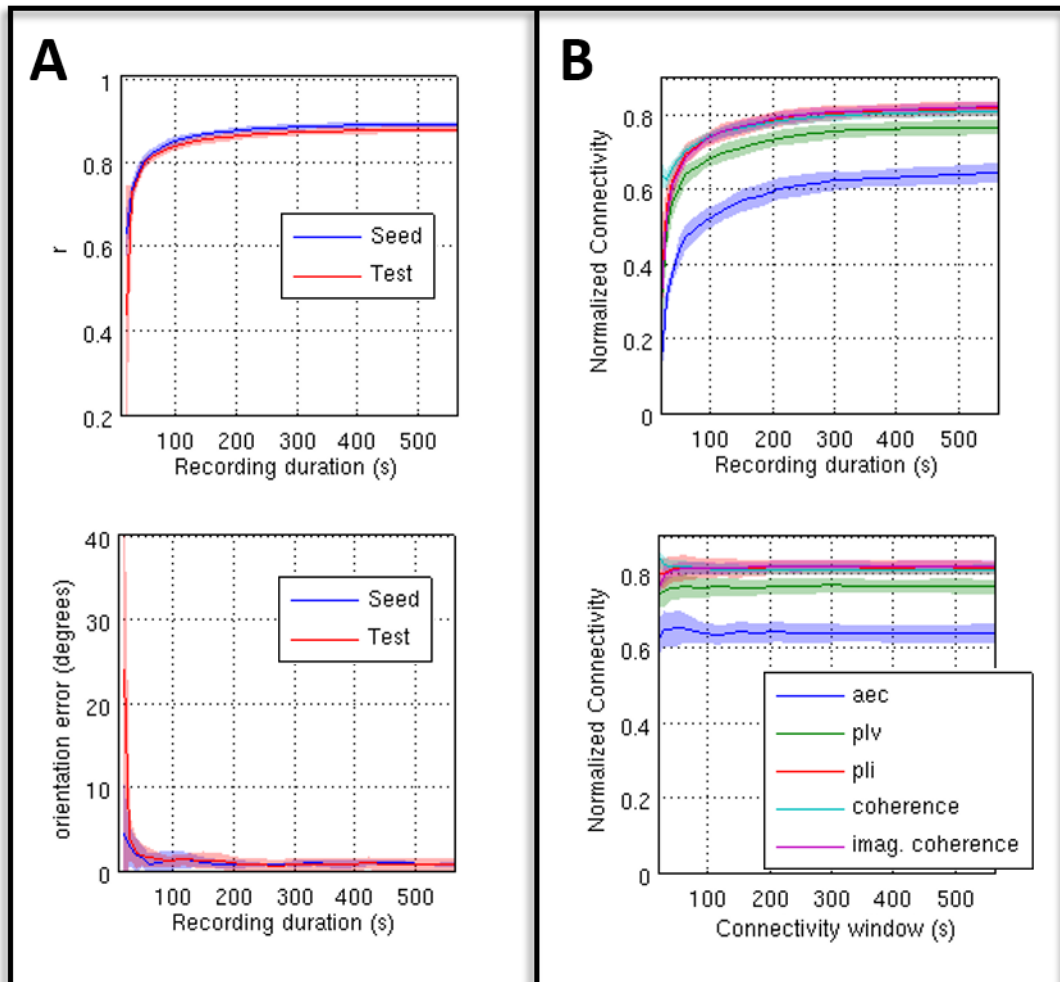 A
1
0.8
0.6
0.4
0.2
r
Seed
Test
100 200 300 400 500
Recording duration (s)
40
30
20
10
0
orientation error (degrees)
Seed
Test
100 200 300 400 500
Recording duration (s)
B
0.8
0.6
0.4
0.2
0
Normalized Connectivity
100 200 300 400 500
Recording duration (s)
0.8
0.6
0.4
0.2
0
Normalized Connectivity
aec
plv
pli
coherence
imag. coherence
100 200 300 400 500
Connectivity window (s)